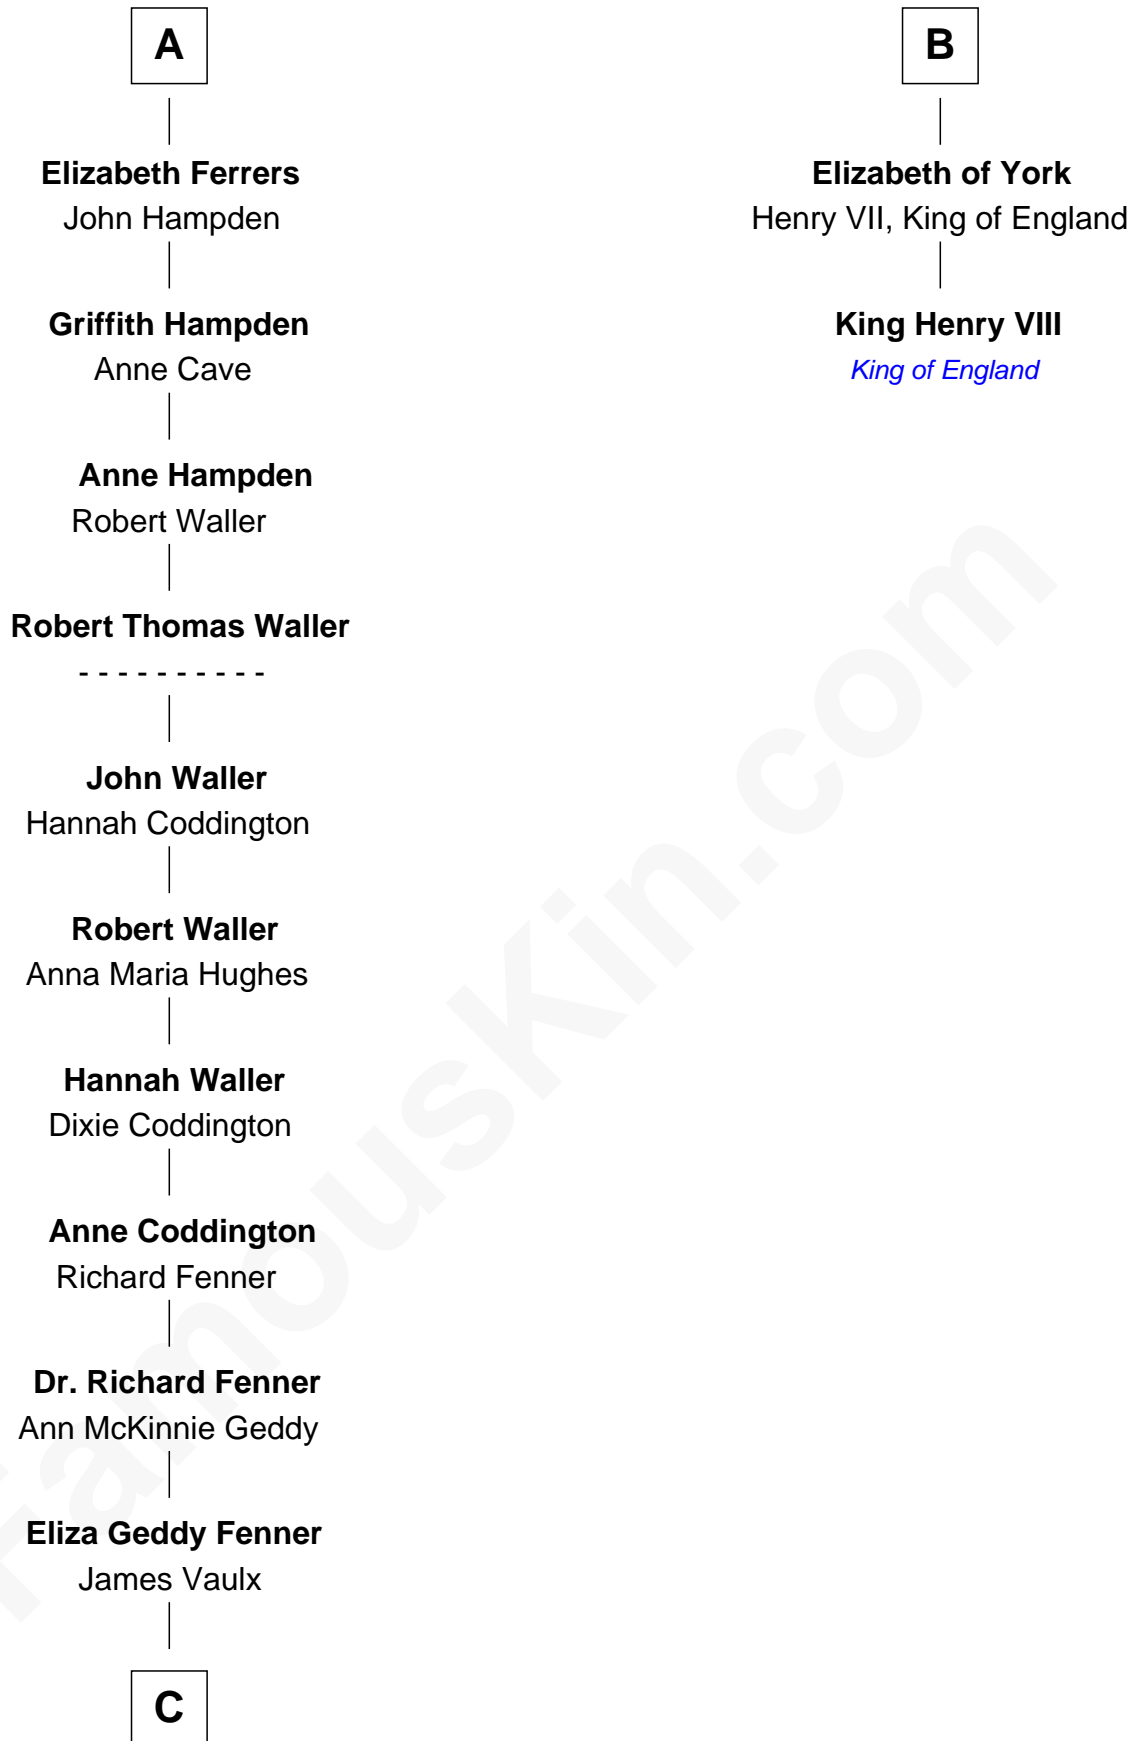 A
Elizabeth Ferrers
John Hampden
Griffith Hampden
Anne Cave
Anne Hampden
Robert Waller
Robert Thomas Waller
- - - - - - - - - -
John Waller
Hannah Coddington
Robert Waller
Anna Maria Hughes
Hannah Waller
Dixie Coddington
Anne Coddington
Richard Fenner
Dr. Richard Fenner
Ann McKinnie Geddy
Eliza Geddy Fenner
James Vaulx
C
B
Elizabeth of York
Henry VII, King of England
King Henry VIII
King of England
FamousKin.com